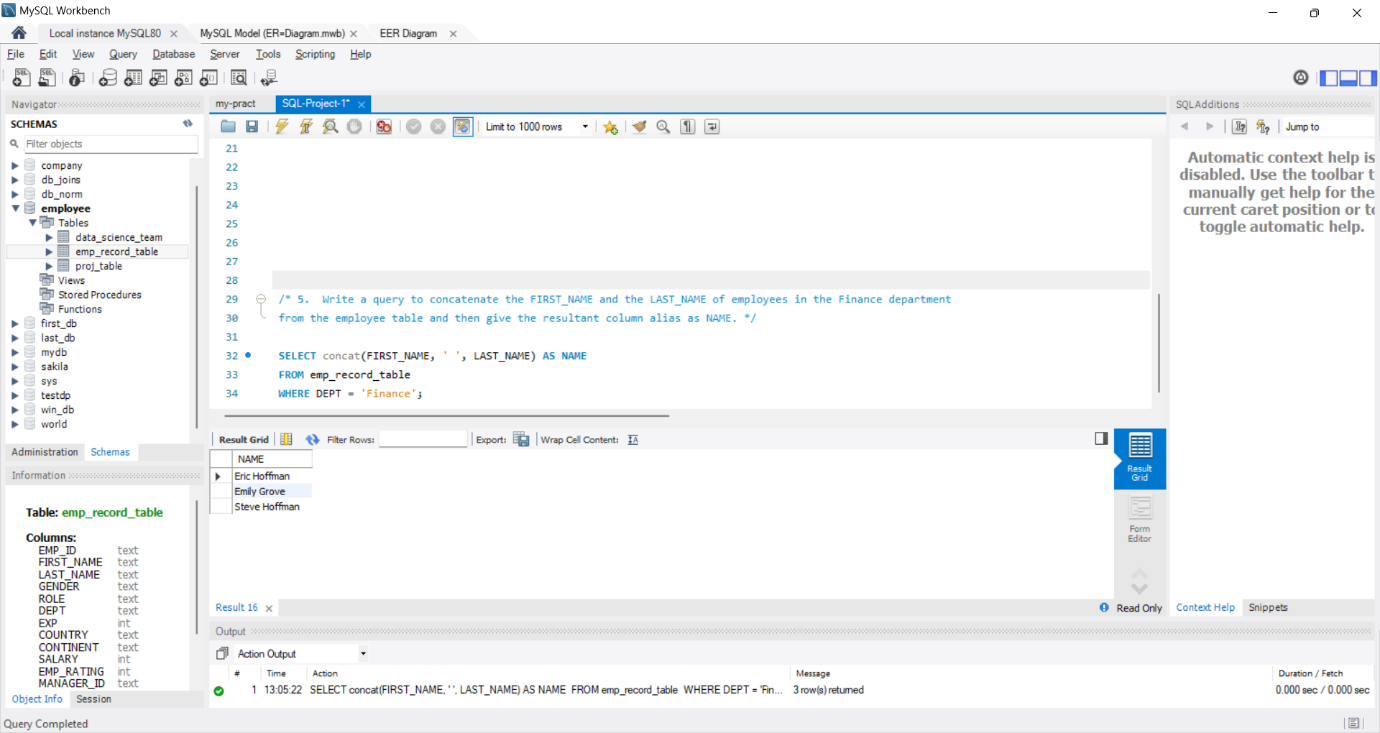 MySQL Workbench
Local instance MySQL80 × MySQL Model (ER=Diagram.mwb) × EER Diagram ×
File Edit View Query Database Server Tools Scripting Help
Navigator
SCHEMAS
Filter objects
company
db_joins
db_norm
employee
Tables
data_science_team
emp_record_table
proj_table
Views
Stored Procedures
Functions
first_db
last_db
mydb
sakila
sys
testdp
win_db
world
Administration Schemas
Information
Table: emp_record_table
Columns:
EMP_ID text
FIRST_NAME text
LAST_NAME text
GENDER text
ROLE text
DEPT text
EXP int
COUNTRY text
CONTINENT text
SALARY int
EMP_RATING int
MANAGER_ID text
Object Info Session
Query Completed
my-pract SQL-Project-1* ×
Limit to 1000 rows
21
22
23
24
25
26
27
28
29 /* 5. Write a query to concatenate the FIRST_NAME and the LAST_NAME of employees in the Finance department
30 from the employee table and then give the resultant column alias as NAME. */
31
32 SELECT concat(FIRST_NAME, ' ', LAST_NAME) AS NAME
33 FROM emp_record_table
34 WHERE DEPT = 'Finance';
Result Grid Filter Rows: Export: Wrap Cell Content:
NAME
Eric Hoffman
Emily Grove
Steve Hoffman
Result Grid
Form Editor
Result 16 × Read Only
Output
Action Output
# Time Action Message Duration / Fetch
1 13:05:22 SELECT concat(FIRST_NAME, ' ', LAST_NAME) AS NAME FROM emp_record_table WHERE DEPT = 'Fin... 3 row(s) returned 0.000 sec / 0.000 sec
SQLAdditions
Jump to
Automatic context help is
disabled. Use the toolbar t
manually get help for the
current caret position or to
toggle automatic help.
Context Help Snippets